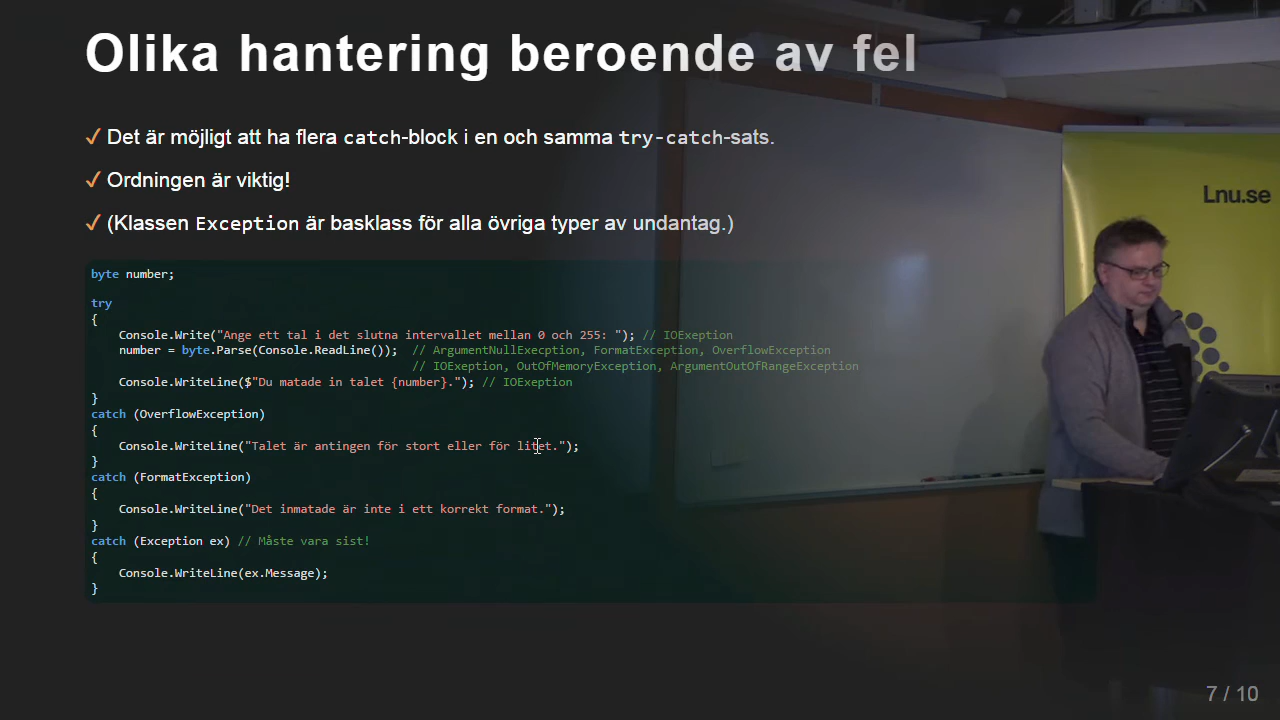 Olika hantering beroende av fel
✓ Det är möjligt att ha flera catch-block i en och samma try-catch-sats.
✓ Ordningen är viktig!
✓ (Klassen Exception är basklass för alla övriga typer av undantag.)
Lnu.se
byte number;
try
{
Console.Write("Ange ett tal i det slutna intervallet mellan 0 och 255: "); // IOExeption
number = byte.Parse(Console.ReadLine()); // ArgumentNullExecption, FormatException, OverflowException
// IOExeption, OutOfMemoryException, ArgumentOutOfRangeException
Console.WriteLine($"Du matade in talet {number}."); // IOExeption
}
catch (OverflowException)
{
Console.WriteLine("Talet är antingen för stort eller för litet.");
}
catch (FormatException)
{
Console.WriteLine("Det inmatade är inte i ett korrekt format.");
}
catch (Exception ex) // Måste vara sist!
{
Console.WriteLine(ex.Message);
}
7 / 10